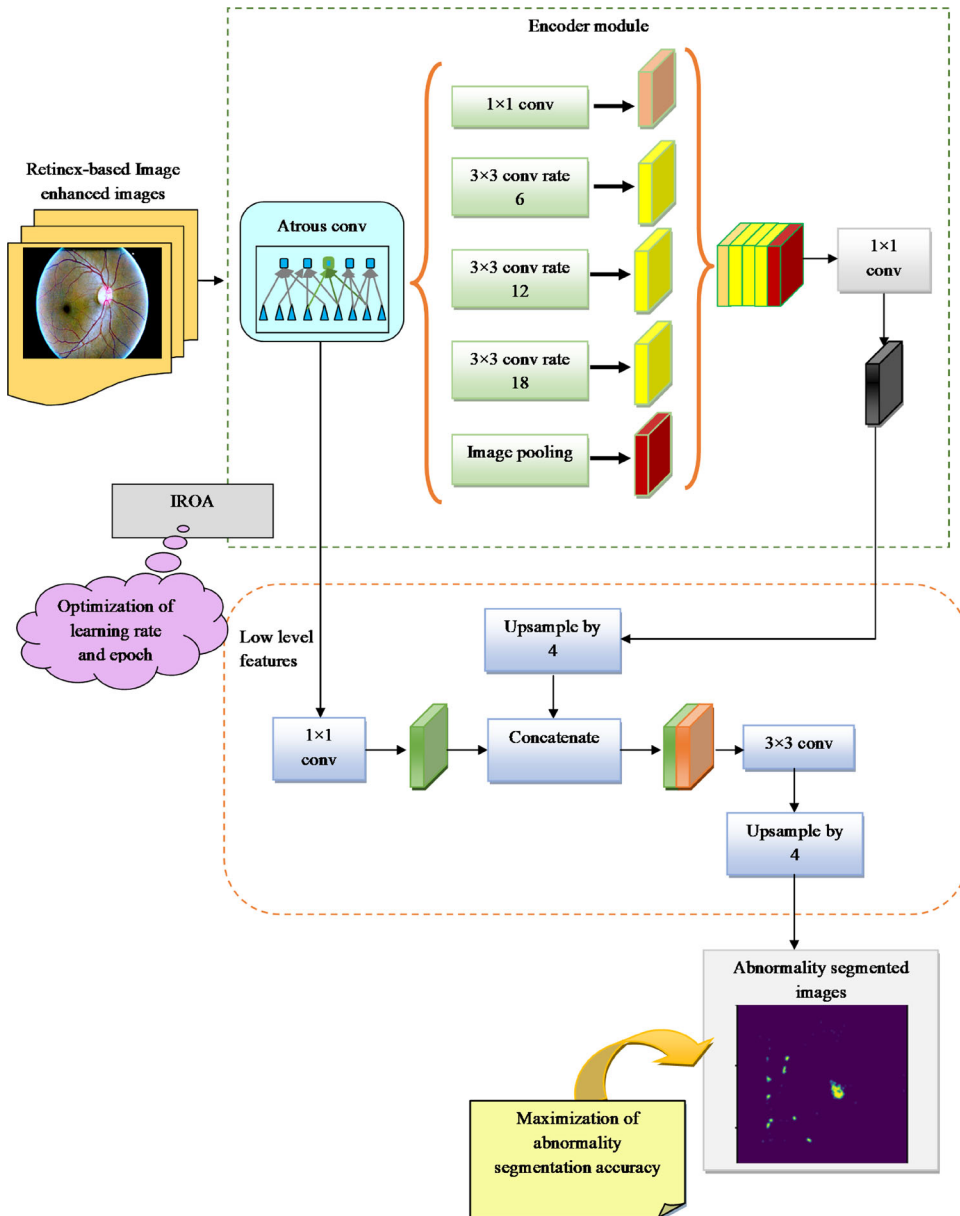 Encoder module
Retinex-based Image
enhanced images
Atrous conv
1×1 conv
3×3 conv rate
6
3×3 conv rate
12
3×3 conv rate
18
Image pooling
1×1
conv
IROA
Optimization of
learning rate
and epoch
Low level
features
Upsample by
4
1×1
conv
Concatenate
3×3 conv
Upsample by
4
Abnormality segmented
images
Maximization of
abnormality
segmentation accuracy